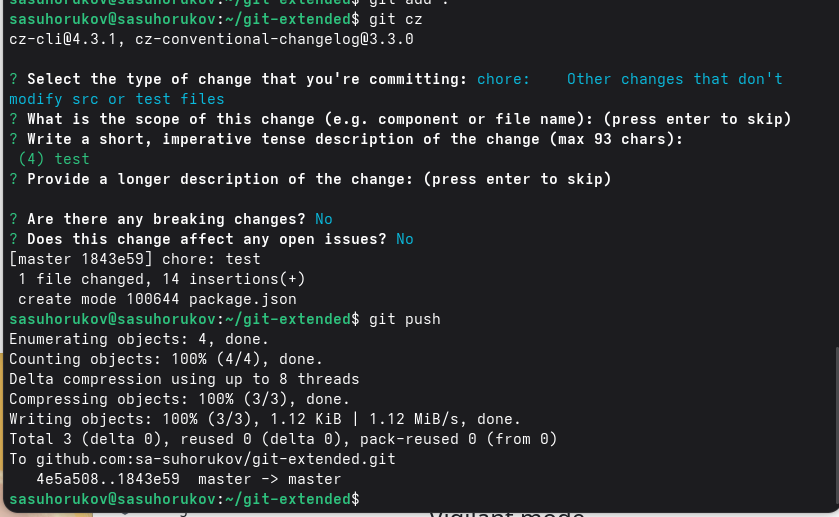 sasuhorukov@sasuhorukov:~/git-extended$ git add .
sasuhorukov@sasuhorukov:~/git-extended$ git cz
cz-cli@4.3.1, cz-conventional-changelog@3.3.0
? Select the type of change that you're committing: chore:    Other changes that don't
modify src or test files
? What is the scope of this change (e.g. component or file name): (press enter to skip)
? Write a short, imperative tense description of the change (max 93 chars):
 (4) test
? Provide a longer description of the change: (press enter to skip)
? Are there any breaking changes? No
? Does this change affect any open issues? No
[master 1843e59] chore: test
 1 file changed, 14 insertions(+)
 create mode 100644 package.json
sasuhorukov@sasuhorukov:~/git-extended$ git push
Enumerating objects: 4, done.
Counting objects: 100% (4/4), done.
Delta compression using up to 8 threads
Compressing objects: 100% (3/3), done.
Writing objects: 100% (3/3), 1.12 KiB | 1.12 MiB/s, done.
Total 3 (delta 0), reused 0 (delta 0), pack-reused 0 (from 0)
To github.com:sa-suhorukov/git-extended.git
   4e5a508..1843e59  master -> master
sasuhorukov@sasuhorukov:~/git-extended$
Vigilant mode